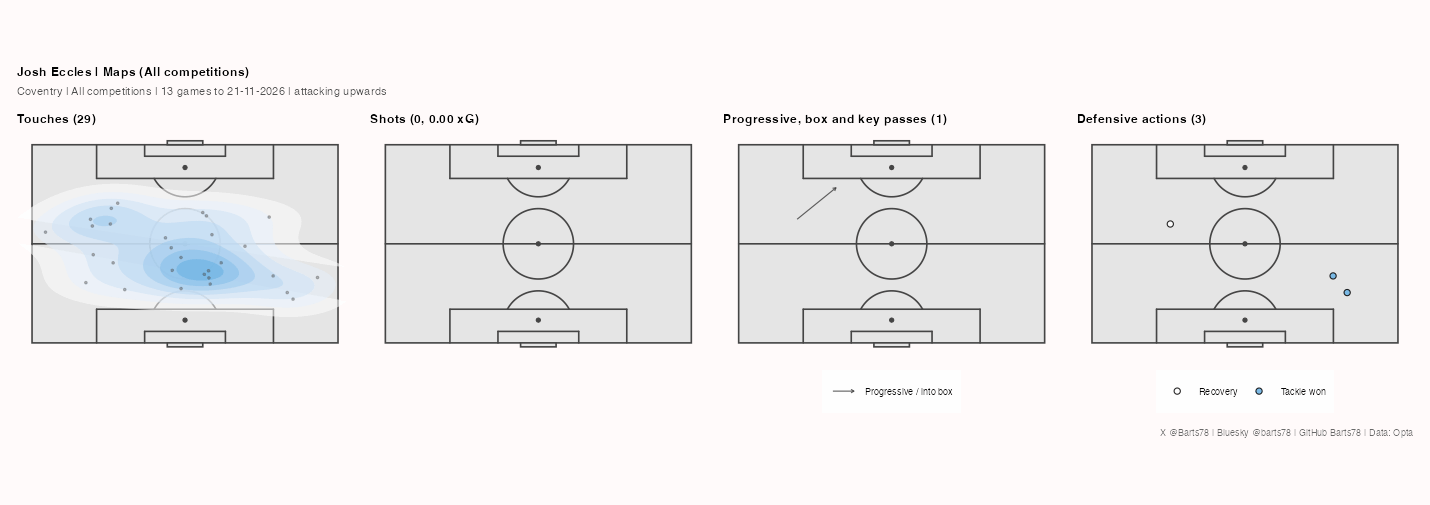 Josh Eccles | Maps (All competitions)
Coventry | All competitions | 13 games to 21-11-2026 | attacking upwards
Touches (29)
Shots (0, 0.00 xG)
Progressive, box and key passes (1)
Defensive actions (3)
Progressive / into box
Recovery
Tackle won
X @Barts78 | Bluesky @barts78 | GitHub Barts78 | Data: Opta